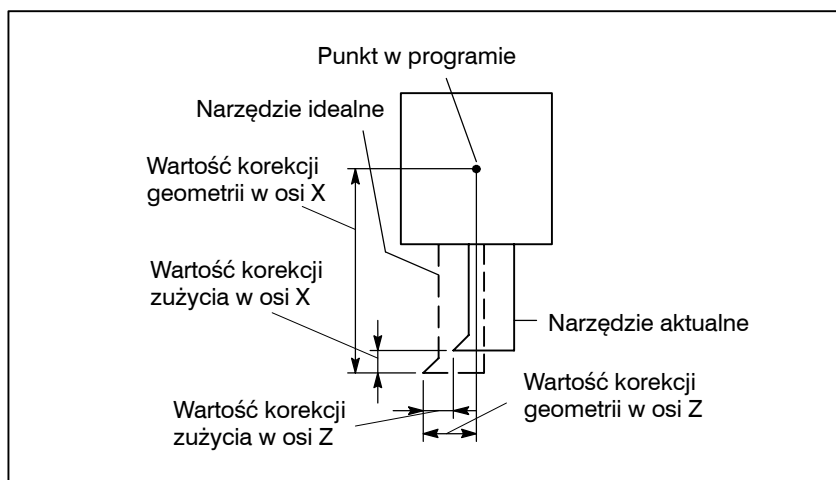 Punkt w programie
Narzędzie idealne
Wartość korekcji
geometrii w osi X
Wartość korekcji
zużycia w osi X
Narzędzie aktualne
Wartość korekcji
geometrii w osi Z
Wartość korekcji
zużycia w osi Z